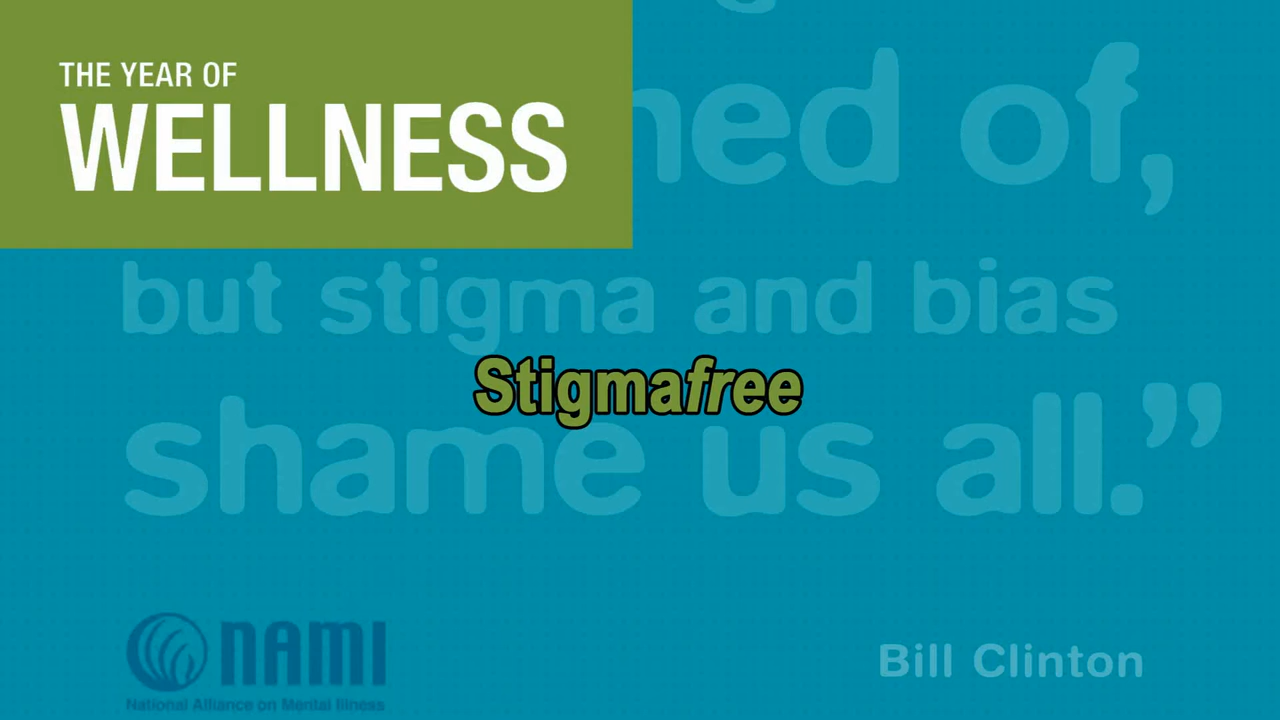 THE YEAR OF
WELLNESS
ed of,
but stigma and bias
Stigmafree
shame us all.”
NAMI
National Alliance on Mental Illness
Bill Clinton